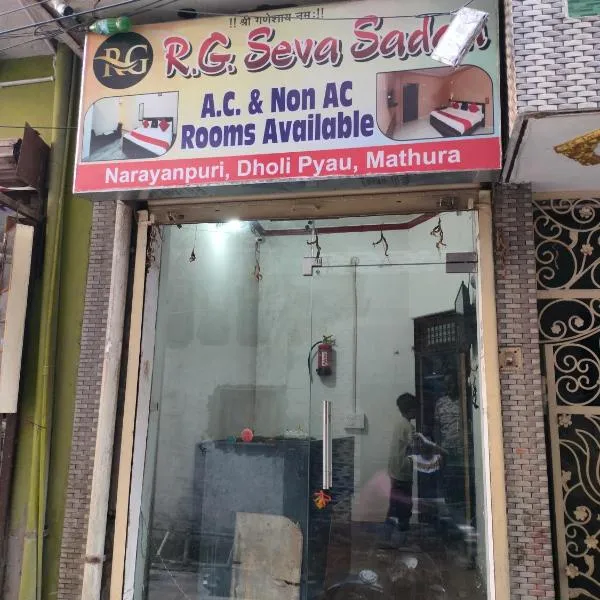 !! श्री गणेशाय नमः !!
RG
R.G. Seva Sadan
A.C. & Non AC
Rooms Available
Narayanpuri, Dholi Pyau, Mathura